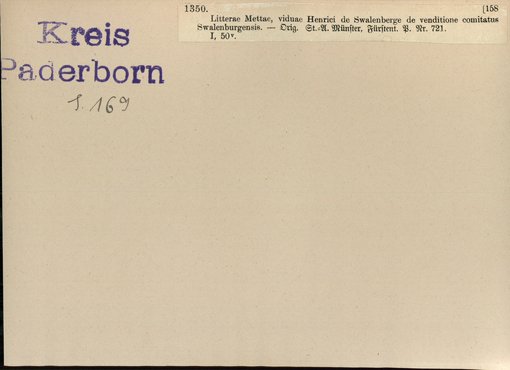 1350. [158
Litterae Mettae, viduae Henrici de Swalenberge de venditione comitatus
Swalenburgensis. — Orig. St.-A. Münster, Fürstent. P. Nr. 721.
I, 50v.
Kreis
Paderborn
S. 169